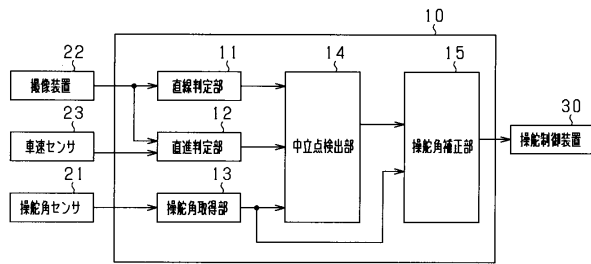 10
22
11
14
15
撮像装置
直線判定部
30
23
12
車速センサ
直進判定部
中立点検出部
操舵角補正部
操舵制御装置
21
13
操舵角センサ
操舵角取得部